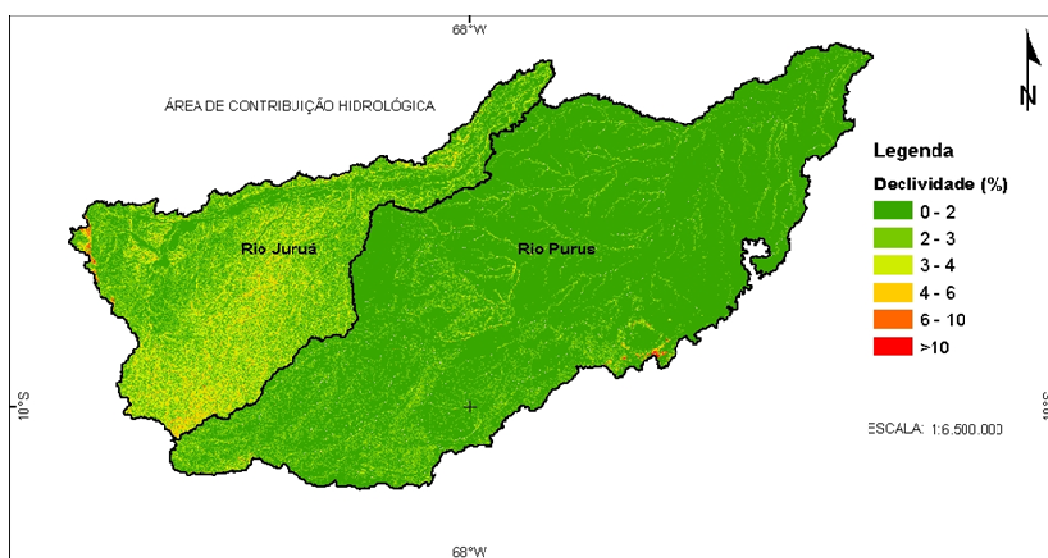 68°W
ÁREA DE CONTRIBUIÇÃO HIDROLÓGICA
N
Legenda
Declividade (%)
0 - 2
2 - 3
3 - 4
4 - 6
6 - 10
>10
Rio Juruá
Rio Purus
10°S
10°S
ESCALA: 1:6.500.000
68°W